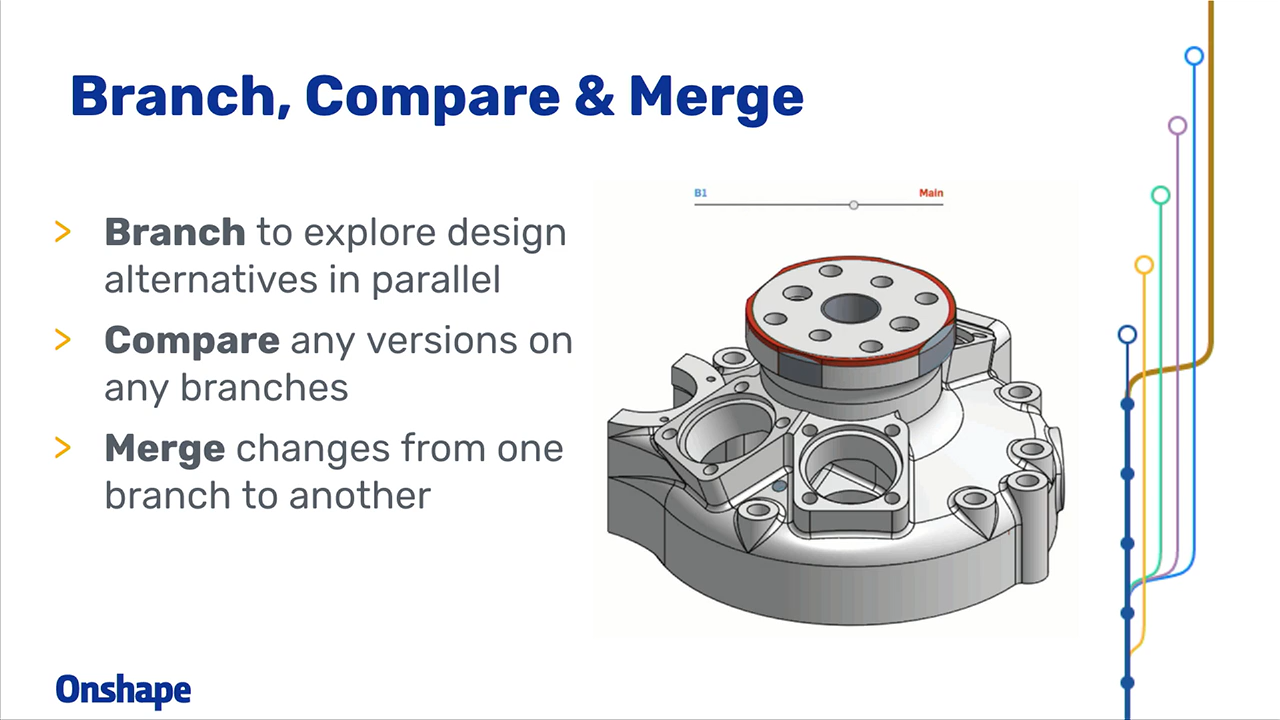 Branch, Compare & Merge
> Branch to explore design
alternatives in parallel
> Compare any versions on
any branches
> Merge changes from one
branch to another
B1 Main
Onshape